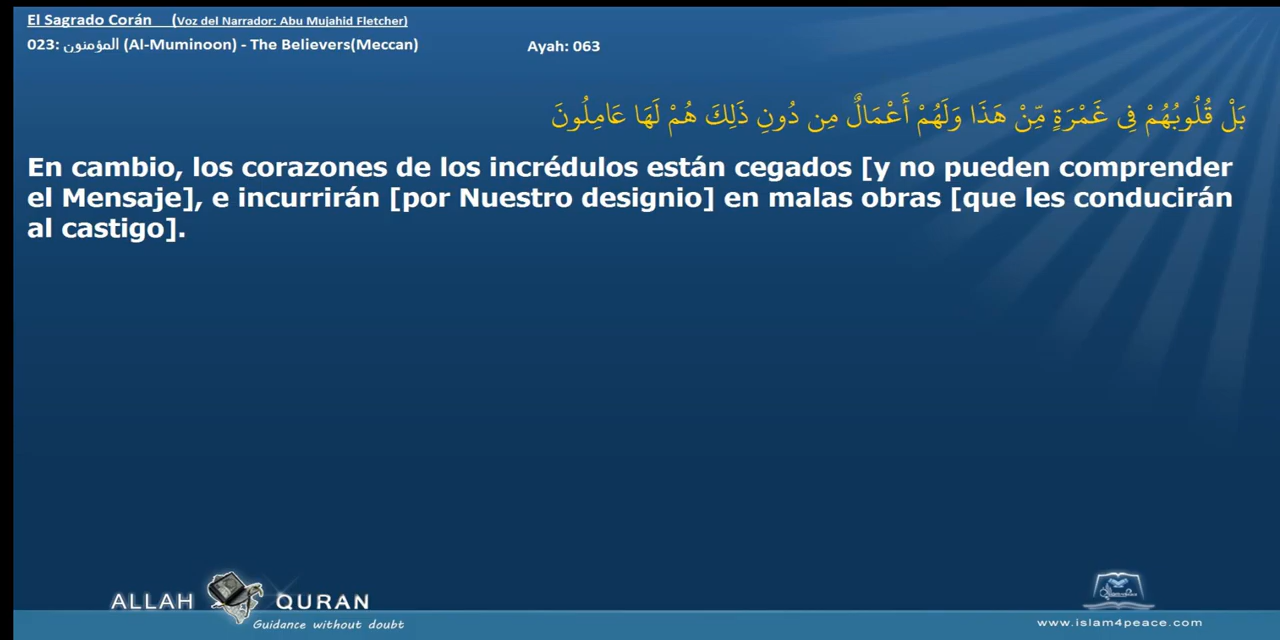 El Sagrado Corán (Voz del Narrador: Abu Mujahid Fletcher)
023: المؤمنون (Al-Muminoon) - The Believers(Meccan) Ayah: 063
بَلْ قُلُوبُهُمْ فِي غَمْرَةٍ مِّنْ هَذَا وَلَهُمْ أَعْمَالٌ مِن دُونِ ذَلِكَ هُمْ لَهَا عَامِلُونَ
En cambio, los corazones de los incrédulos están cegados [y no pueden comprender
el Mensaje], e incurrirán [por Nuestro designio] en malas obras [que les conducirán
al castigo].
ALLAH QURAN
Guidance without doubt
www.islam4peace.com